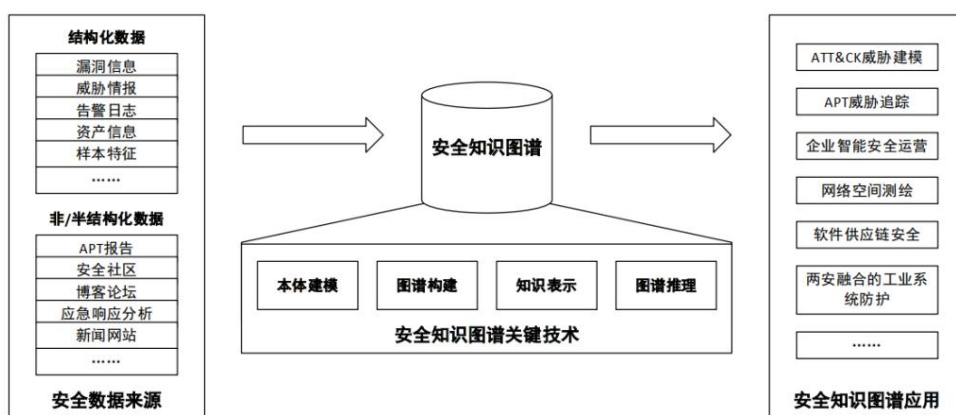 结构化数据
漏洞信息
威胁情报
告警日志
资产信息
样本特征
……
非/半结构化数据
APT报告
安全社区
博客论坛
应急响应分析
新闻网站
……
安全数据来源
安全知识图谱
本体建模
图谱构建
知识表示
图谱推理
安全知识图谱关键技术
ATT&CK威胁建模
APT威胁追踪
企业智能安全运营
网络空间测绘
软件供应链安全
两安融合的工业系
统防护
……
安全知识图谱应用